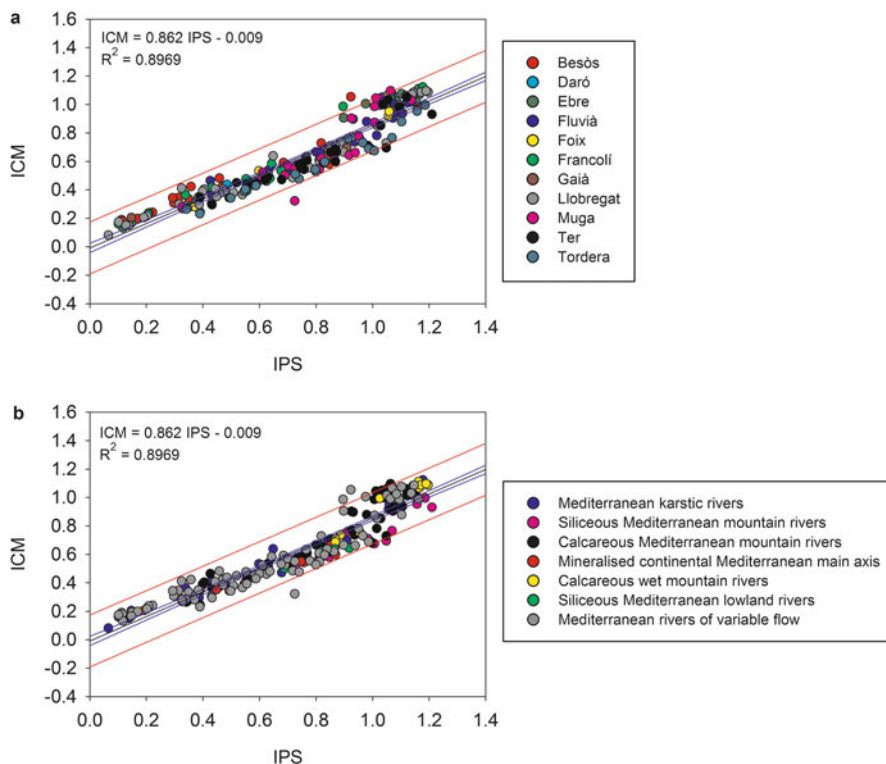 a
ICM = 0.862 IPS - 0.009
R² = 0.8969
1.6
1.4
1.2
1.0
0.8
0.6
0.4
0.2
0.0
-0.2
-0.4
ICM
0.0 0.2 0.4 0.6 0.8 1.0 1.2 1.4
IPS
Besòs
Daró
Ebre
Fluvià
Foix
Francolí
Gaià
Llobregat
Muga
Ter
Tordera
b
ICM = 0.862 IPS - 0.009
R² = 0.8969
1.6
1.4
1.2
1.0
0.8
0.6
0.4
0.2
0.0
-0.2
-0.4
ICM
0.0 0.2 0.4 0.6 0.8 1.0 1.2 1.4
IPS
Mediterranean karstic rivers
Siliceous Mediterranean mountain rivers
Calcareous Mediterranean mountain rivers
Mineralised continental Mediterranean main axis
Calcareous wet mountain rivers
Siliceous Mediterranean lowland rivers
Mediterranean rivers of variable flow